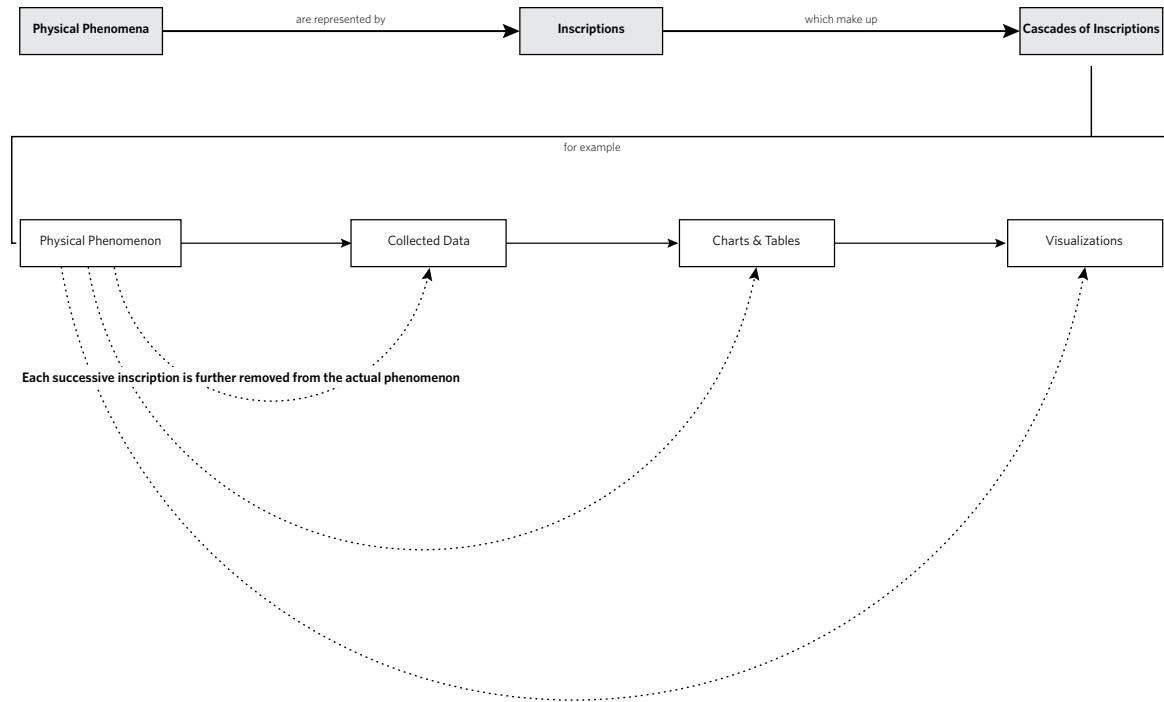 Physical Phenomena
are represented by
Inscriptions
which make up
Cascades of Inscriptions
for example
Physical Phenomenon
Collected Data
Charts & Tables
Visualizations
Each successive inscription is further removed from the actual phenomenon